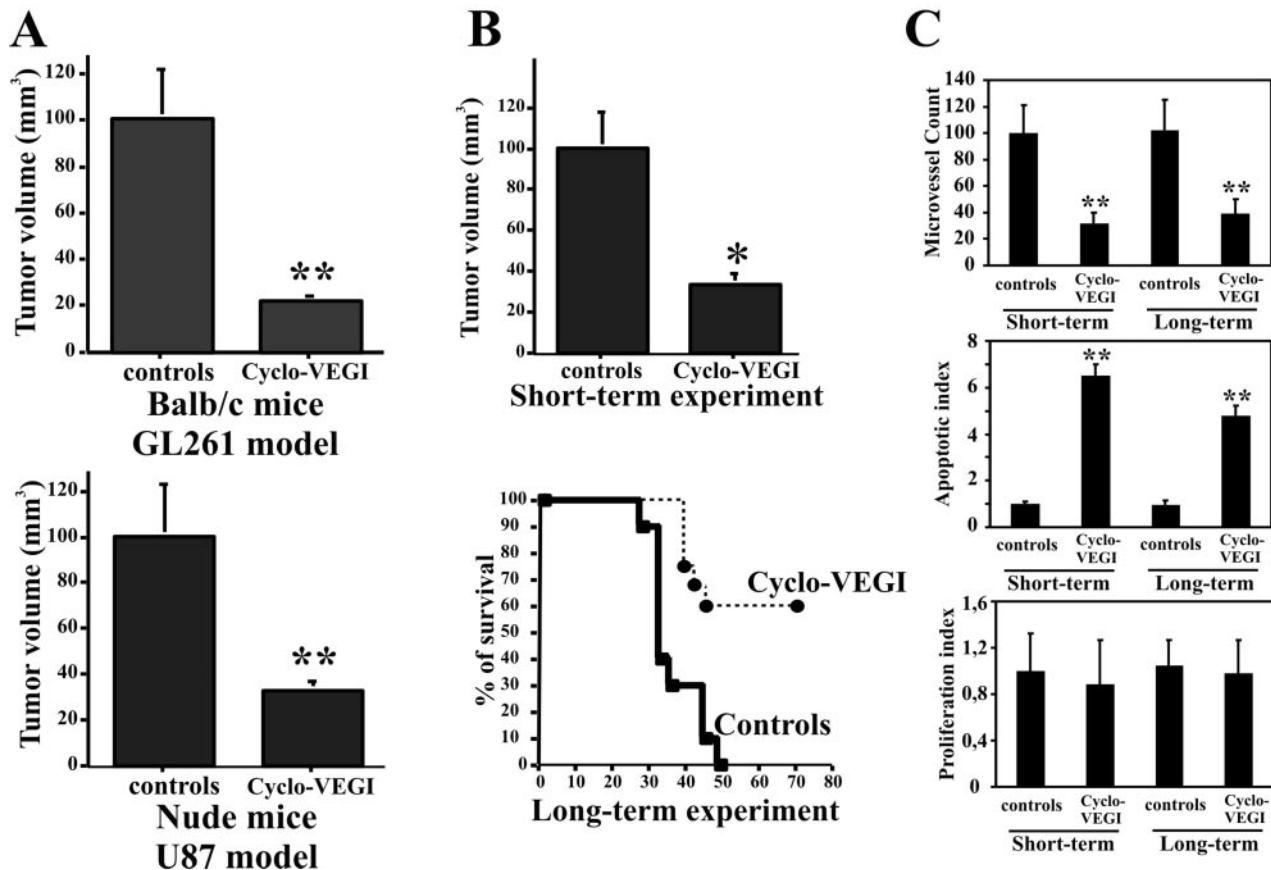 A
Tumor volume (mm³)
120
100
80
60
40
20
0
**
controls
Cyclo-VEGI
Balb/c mice
GL261 model
Tumor volume (mm³)
120
100
80
60
40
20
0
**
controls
Cyclo-VEGI
Nude mice
U87 model
B
Tumor volume (mm³)
120
100
80
60
40
20
0
*
controls
Cyclo-VEGI
Short-term experiment
% of survival
100
90
80
70
60
50
40
30
20
10
0
Cyclo-VEGI
Controls
0 10 20 30 40 50 60 70 80
Long-term experiment
C
Microvessel Count
140
120
100
80
60
40
20
0
**
**
controls
Cyclo-
VEGI
controls
Cyclo-
VEGI
Short-term
Long-term
Apoptotic index
8
6
4
2
0
**
**
controls
Cyclo-
VEGI
controls
Cyclo-
VEGI
Short-term
Long-term
Proliferation index
1,6
1,2
0,8
0,4
0
controls
Cyclo-
VEGI
controls
Cyclo-
VEGI
Short-term
Long-term